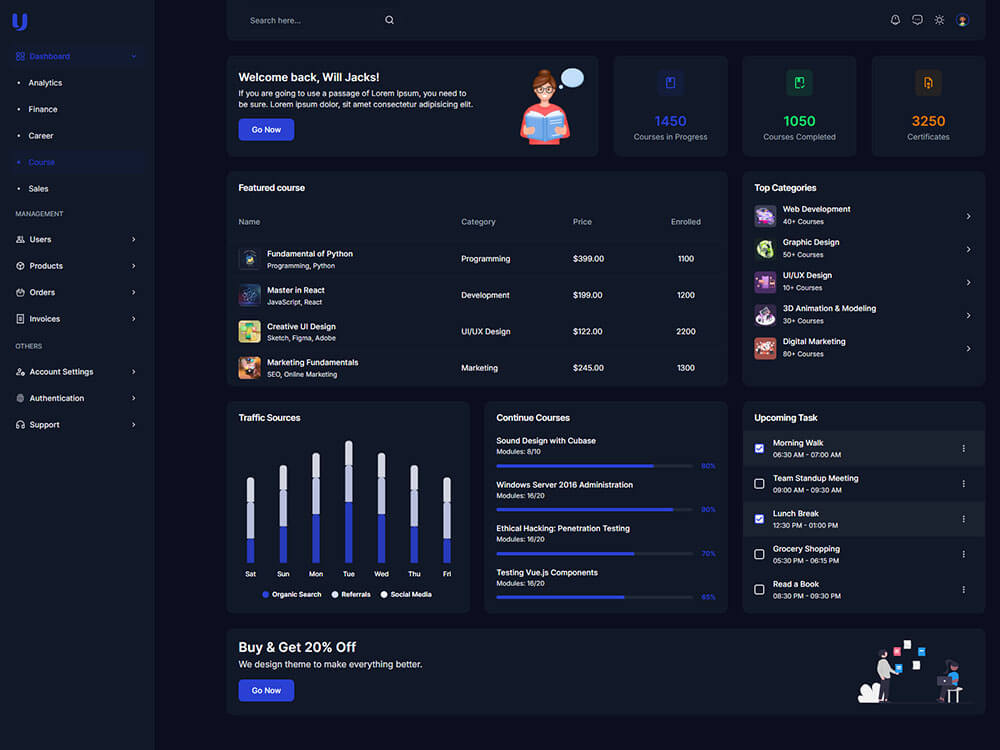 Search here...
Dashboard
Analytics
Finance
Career
Course
Sales
MANAGEMENT
Users
Products
Orders
Invoices
OTHERS
Account Settings
Authentication
Support
Welcome back, Will Jacks!
If you are going to use a passage of Lorem Ipsum, you need to
be sure. Lorem ipsum dolor, sit amet consectetur adipisicing elit.
Go Now
1450
Courses in Progress
1050
Courses Completed
3250
Certificates
Featured course
Name Category Price Enrolled
Fundamental of Python
Programming, Python
Programming $399.00 1100
Master in React
JavaScript, React
Development $199.00 1200
Creative UI Design
Sketch, Figma, Adobe
UI/UX Design $122.00 2200
Marketing Fundamentals
SEO, Online Marketing
Marketing $245.00 1300
Top Categories
Web Development
40+ Courses
Graphic Design
50+ Courses
UI/UX Design
10+ Courses
3D Animation & Modeling
30+ Courses
Digital Marketing
80+ Courses
Traffic Sources
Sat Sun Mon Tue Wed Thu Fri
Organic Search Referrals Social Media
Continue Courses
Sound Design with Cubase
Modules: 8/10
80%
Windows Server 2016 Administration
Modules: 16/20
90%
Ethical Hacking: Penetration Testing
Modules: 16/20
70%
Testing Vue.js Components
Modules: 16/20
65%
Upcoming Task
Morning Walk
06:30 AM - 07:00 AM
Team Standup Meeting
09:00 AM - 09:30 AM
Lunch Break
12:30 PM - 01:00 PM
Grocery Shopping
05:30 PM - 06:15 PM
Read a Book
08:30 PM - 09:30 PM
Buy & Get 20% Off
We design theme to make everything better.
Go Now